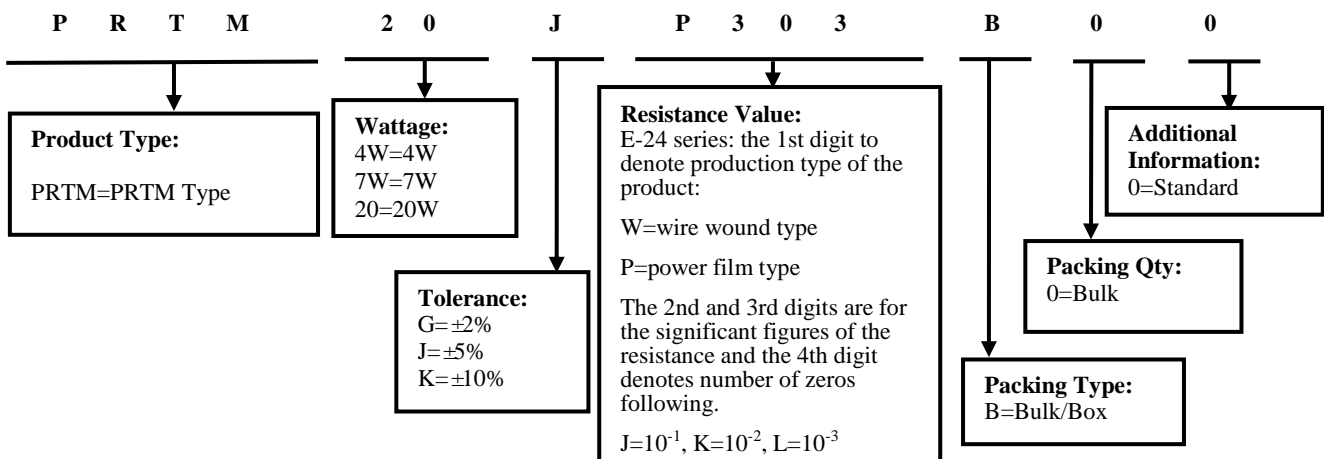 P R T M 2 0 J P 3 0 3 B 0 0
Product Type:
PRTM=PRTM Type
Wattage:
4W=4W
7W=7W
20=20W
Tolerance:
G=±2%
J=±5%
K=±10%
Resistance Value:
E-24 series: the 1st digit to
denote production type of the
product:
W=wire wound type
P=power film type
The 2nd and 3rd digits are for
the significant figures of the
resistance and the 4th digit
denotes number of zeros
following.
J=10⁻¹, K=10⁻², L=10⁻³
Additional
Information:
0=Standard
Packing Qty:
0=Bulk
Packing Type:
B=Bulk/Box